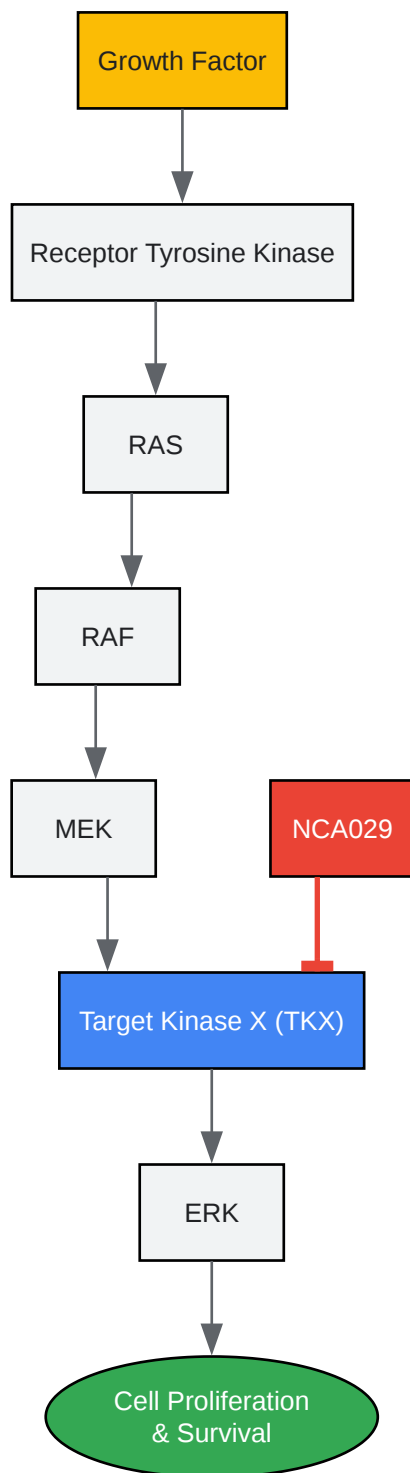 Growth Factor
Receptor Tyrosine Kinase
RAS
RAF
MEK
NCA029
Target Kinase X (TKX)
ERK
Cell Proliferation
& Survival